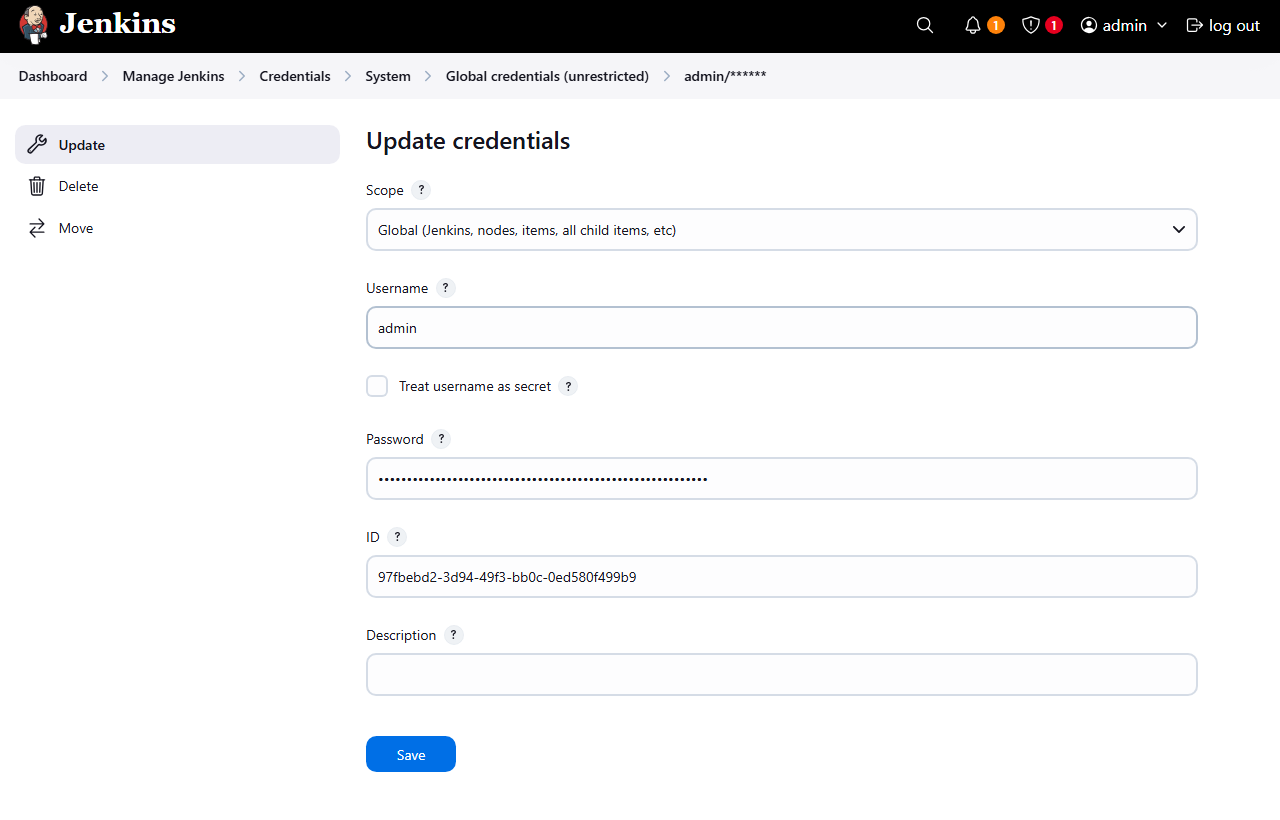 Jenkins
1
1
admin
log out
Dashboard
Manage Jenkins
Credentials
System
Global credentials (unrestricted)
admin/******
Update
Delete
Move
Update credentials
Scope ?
Global (Jenkins, nodes, items, all child items, etc)
Username ?
admin
Treat username as secret ?
Password ?
ID ?
97fbebd2-3d94-49f3-bb0c-0ed580f499b9
Description ?
Save